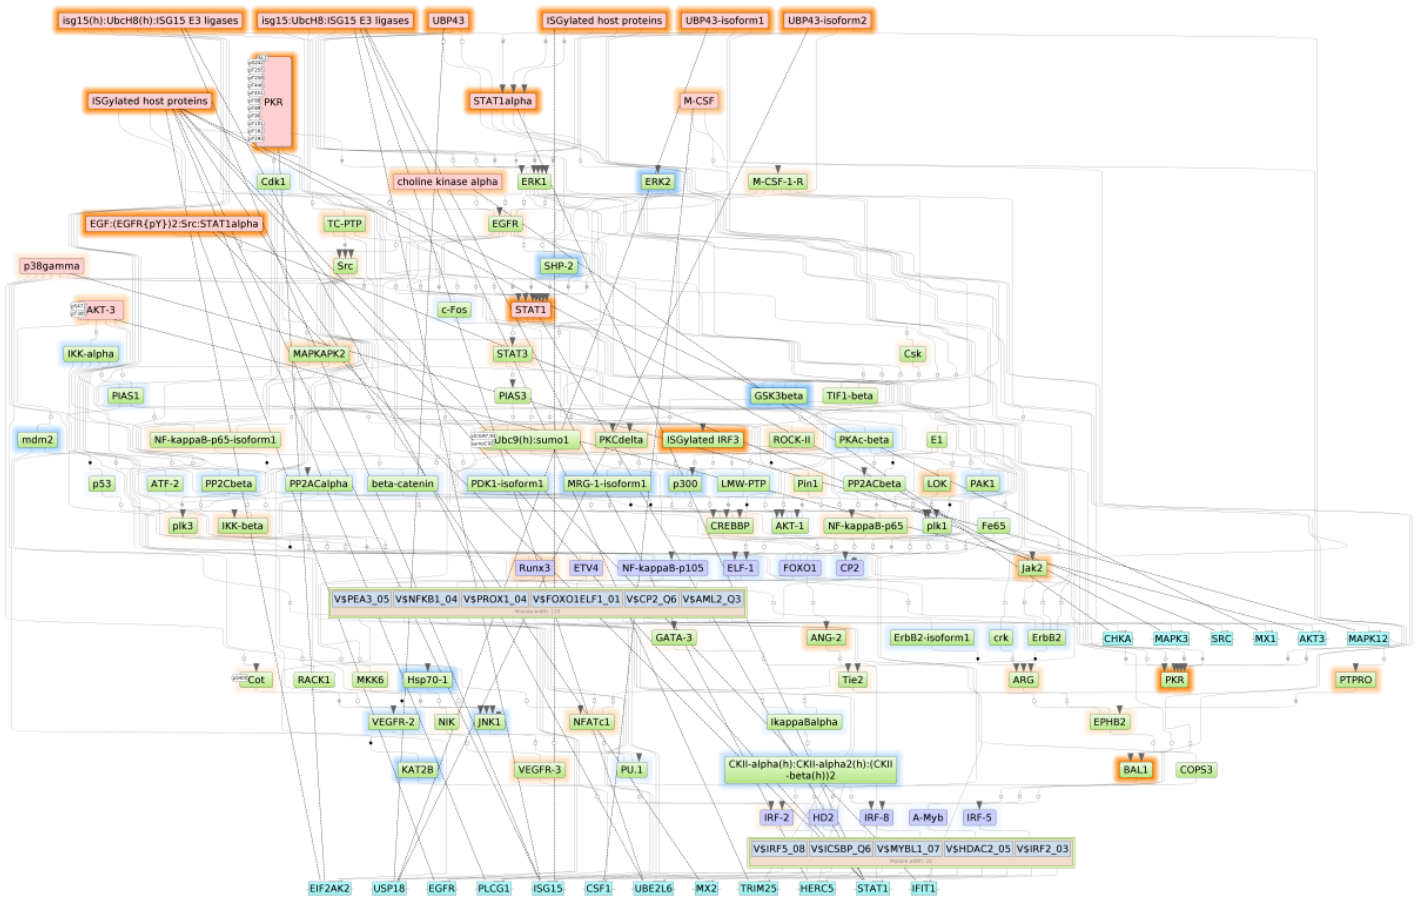 isg15(h):UbcH8(h):ISG15 E3 ligases
isg15:UbcH8:ISG15 E3 ligases
UBP43
ISGylated host proteins
UBP43-isoform1
UBP43-isoform2
PKR
ISGylated host proteins
STAT1alpha
M-CSF
Cdk1
choline kinase alpha
ERK1
ERK2
M-CSF-1-R
EGF:(EGFR{pY})2:Src:STAT1alpha
TC-PTP
EGFR
p38gamma
Src
SHP-2
AKT-3
c-Fos
STAT1
IKK-alpha
MAPKAPK2
STAT3
Csk
PIAS1
PIAS3
GSK3beta
TIF1-beta
mdm2
NF-kappaB-p65-isoform1
Ubc9(h):sumo1
PKCdelta
ISGylated IRF3
ROCK-II
PKAc-beta
E1
p53
ATF-2
PP2Cbeta
PP2ACalpha
beta-catenin
PDK1-isoform1
MRG-1-isoform1
p300
LMW-PTP
Pin1
PP2ACbeta
LOK
PAK1
plk3
IKK-beta
CREBBP
AKT-1
NF-kappaB-p65
plk1
Fe65
Runx3
ETV4
NF-kappaB-p105
ELF-1
FOXO1
CP2
Jak2
V$PEA3_05
V$NFKB1_04
V$PROX1_04
V$FOXO1ELF1_01
V$CP2_Q6
V$AML2_Q3
GATA-3
ANG-2
ErbB2-isoform1
crk
ErbB2
CHKA
MAPK3
SRC
MX1
AKT3
MAPK12
Cot
RACK1
MKK6
Hsp70-1
Tie2
ARG
PKR
PTPRO
VEGFR-2
NIK
JNK1
NFATc1
IkappaBalpha
EPHB2
KAT2B
VEGFR-3
PU.1
CKII-alpha(h):CKII-alpha2(h):(CKII
-beta(h))2
BAL1
COPS3
IRF-2
HD2
IRF-8
A-Myb
IRF-5
V$IRF5_08
V$ICSBP_Q6
V$MYBL1_07
V$HDAC2_05
V$IRF2_03
EIF2AK2
USP18
EGFR
PLCG1
ISG15
CSF1
UBE2L6
MX2
TRIM25
HERC5
STAT1
IFIT1